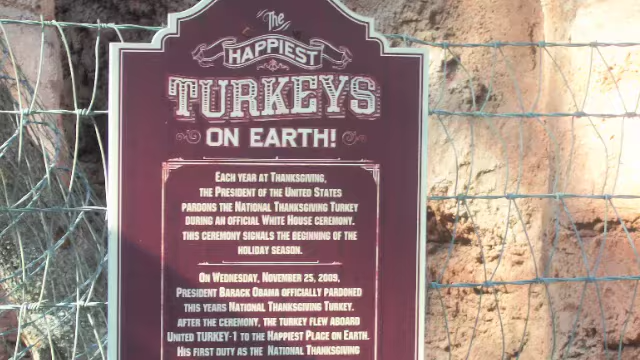 The
HAPPIEST
TURKEYS
ON EARTH!
EACH YEAR AT THANKSGIVING,
THE PRESIDENT OF THE UNITED STATES
PARDONS THE NATIONAL THANKSGIVING TURKEY
DURING AN OFFICIAL WHITE HOUSE CEREMONY.
THIS CEREMONY SIGNALS THE BEGINNING OF THE
HOLIDAY SEASON.
ON WEDNESDAY, NOVEMBER 25, 2009,
PRESIDENT BARACK OBAMA OFFICIALLY PARDONED
THIS YEARS NATIONAL THANKSGIVING TURKEY.
AFTER THE CEREMONY, THE TURKEY FLEW ABOARD
UNITED TURKEY-1 TO THE HAPPIEST PLACE ON EARTH.
HIS FIRST DUTY AS THE NATIONAL THANKSGIVING